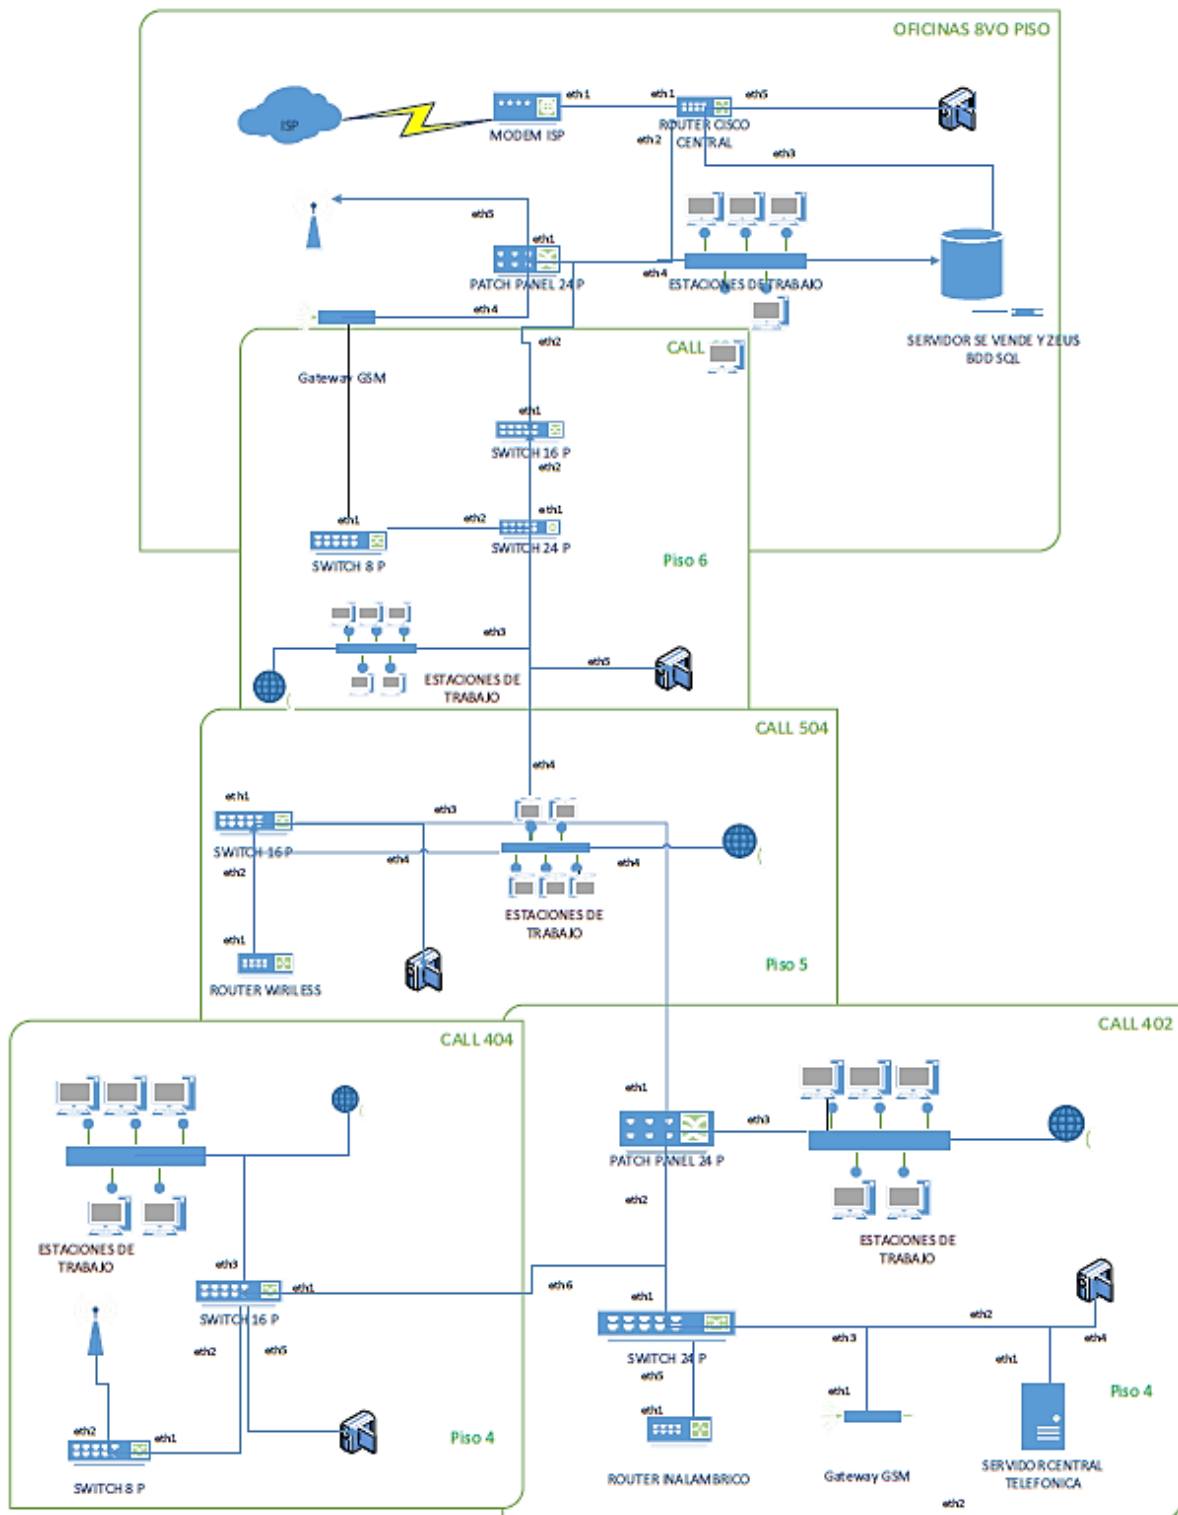 OFICINAS 8VO PISO
ISP
eth1
eth1
eth5
MODEM ISP
ROUTER CISCO
CENTRAL
eth2
eth3
eth5
eth1
PATCH PANEL 24 P
eth4
ESTACIONES DE TRABAJO
eth4
SERVIDOR SE VENDE Y ZEUS
BDD SQL
eth2
CALL
Gateway GSM
eth1
SWITCH 16 P
eth2
eth1
eth2
eth1
SWITCH 24 P
SWITCH 8 P
Piso 6
eth3
eth5
ESTACIONES DE
TRABAJO
CALL 504
eth4
eth1
eth3
SWITCH 16 P
eth4
eth4
eth2
ESTACIONES DE
TRABAJO
eth1
ROUTER WIRILESS
Piso 5
CALL 404
CALL 402
eth1
eth3
PATCH PANEL 24 P
eth2
ESTACIONES DE
TRABAJO
ESTACIONES DE
TRABAJO
eth3
eth1
eth6
SWITCH 16 P
eth1
eth2
eth3
eth4
SWITCH 24 P
eth2
eth5
eth5
eth1
eth1
eth1
Piso 4
eth2
eth1
Piso 4
SWITCH 8 P
ROUTER INALAMBRICO
Gateway GSM
SERVIDOR CENTRAL
TELEFONICA
eth2